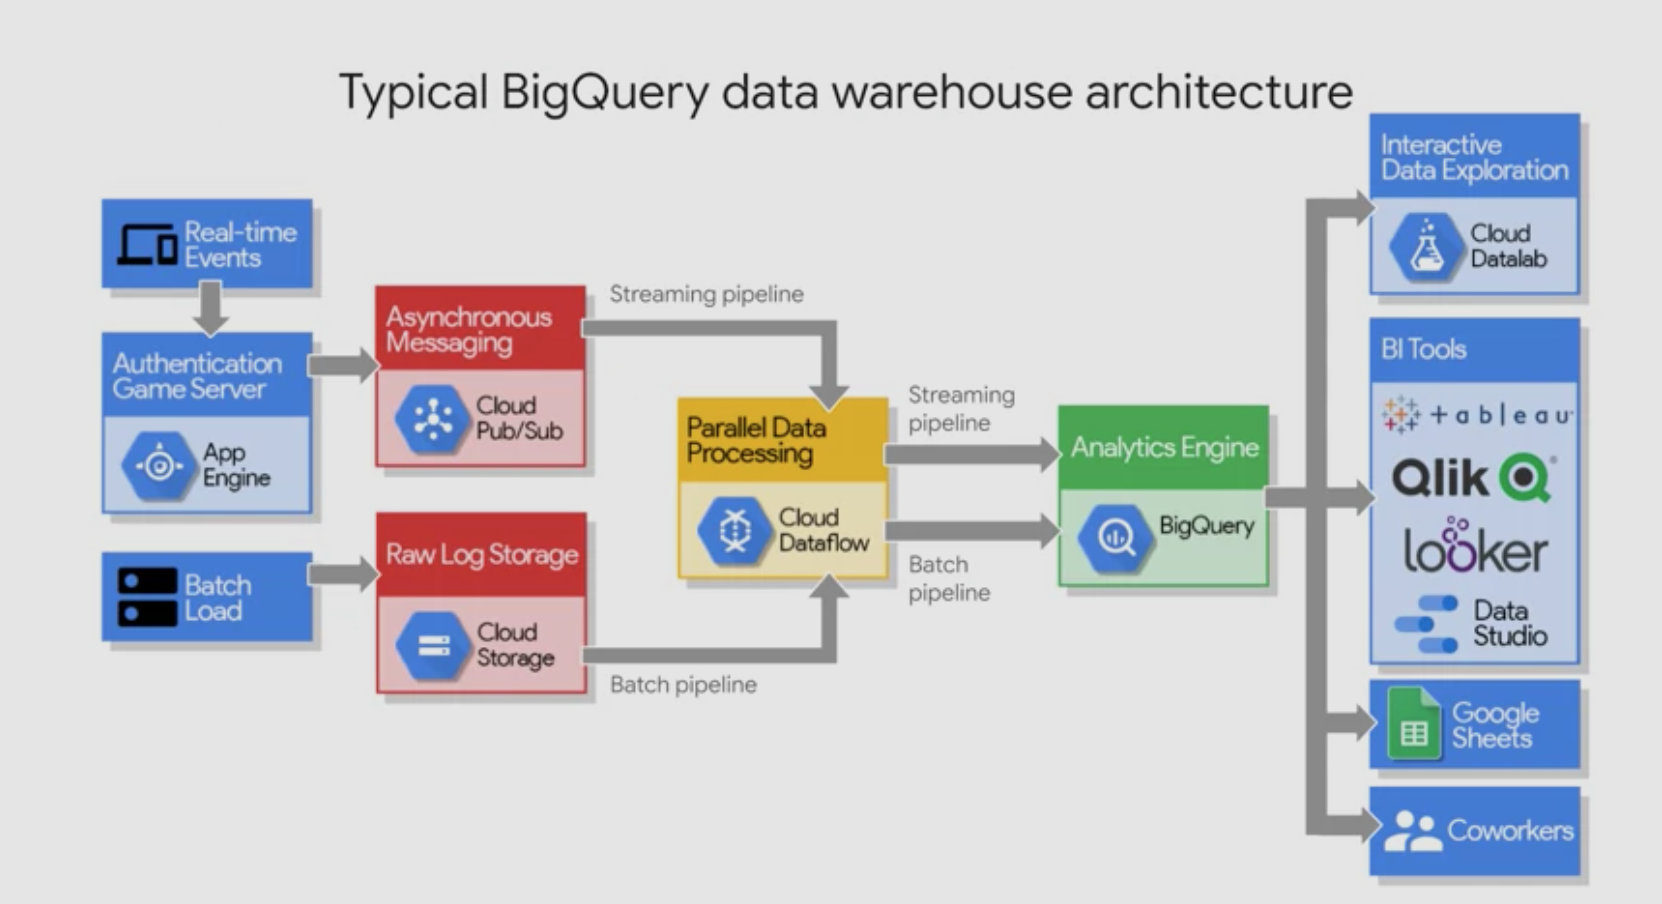 Typical BigQuery data warehouse architecture
Real-time
Events
Authentication
Game Server
App
Engine
Batch
Load
Asynchronous
Messaging
Cloud
Pub/Sub
Raw Log Storage
Cloud
Storage
Streaming pipeline
Batch pipeline
Parallel Data
Processing
Cloud
Dataflow
Streaming
pipeline
Batch
pipeline
Analytics Engine
BigQuery
Interactive
Data Exploration
Cloud
Datalab
BI Tools
+ableau
Qlik
looker
Data
Studio
Google
Sheets
Coworkers